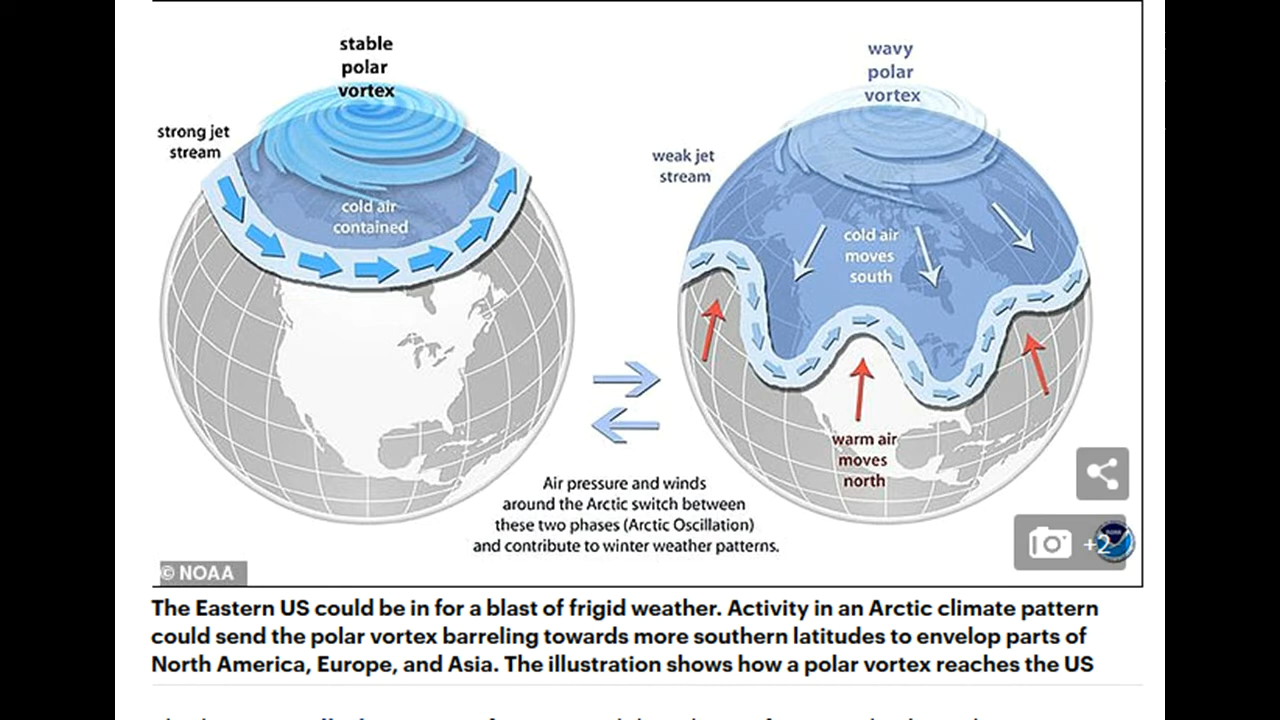 stable
polar
vortex
strong jet
stream
cold air
contained
wavy
polar
vortex
weak jet
stream
cold air
moves
south
warm air
moves
north
Air pressure and winds
around the Arctic switch between
these two phases (Arctic Oscillation)
and contribute to winter weather patterns.
+2
© NOAA
The Eastern US could be in for a blast of frigid weather. Activity in an Arctic climate pattern
could send the polar vortex barreling towards more southern latitudes to envelop parts of
North America, Europe, and Asia. The illustration shows how a polar vortex reaches the US